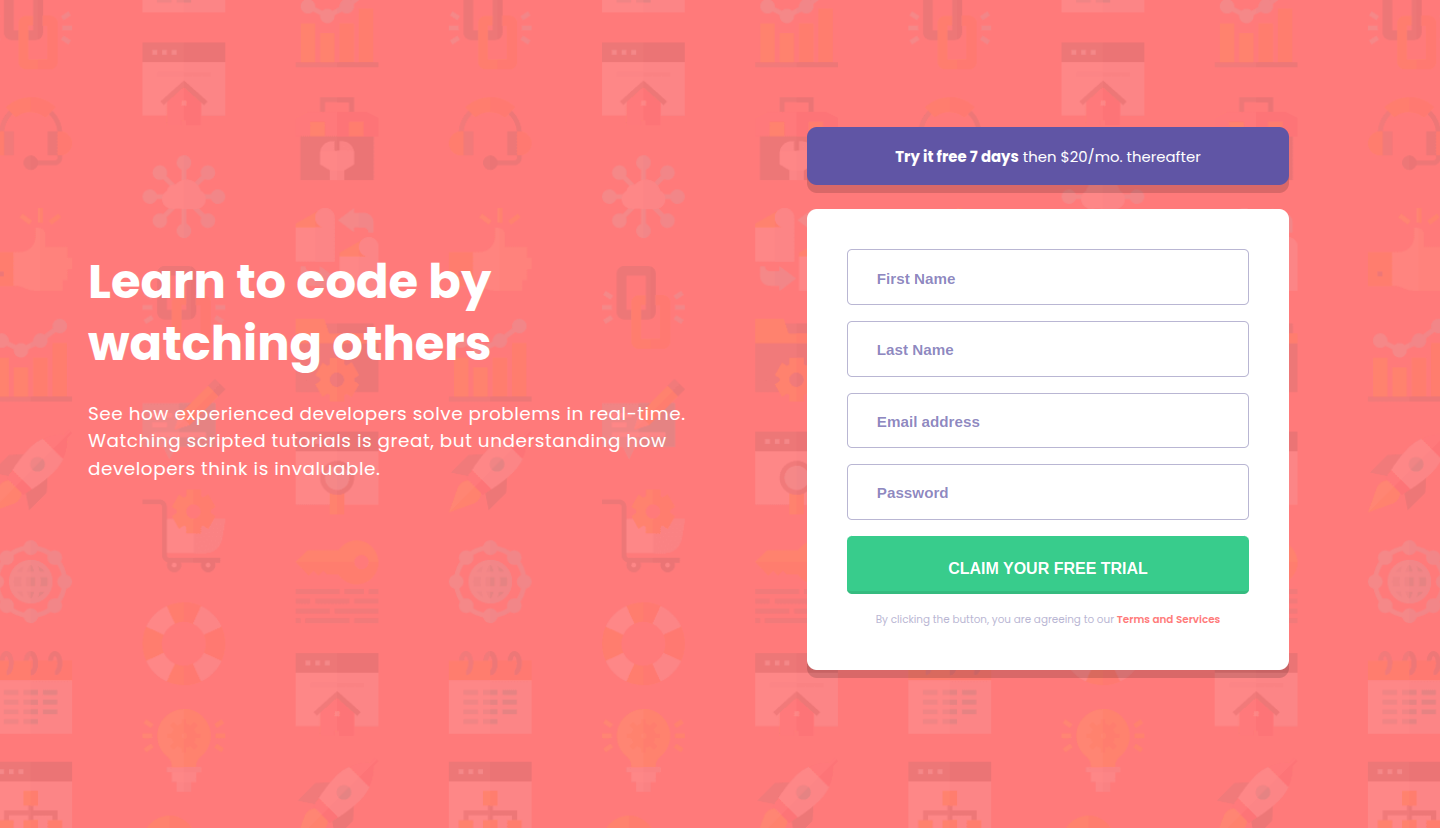 Learn to code by
watching others
See how experienced developers solve problems in real-time.
Watching scripted tutorials is great, but understanding how
developers think is invaluable.
Try it free 7 days then $20/mo. thereafter
First Name
Last Name
Email address
Password
CLAIM YOUR FREE TRIAL
By clicking the button, you are agreeing to our Terms and Services